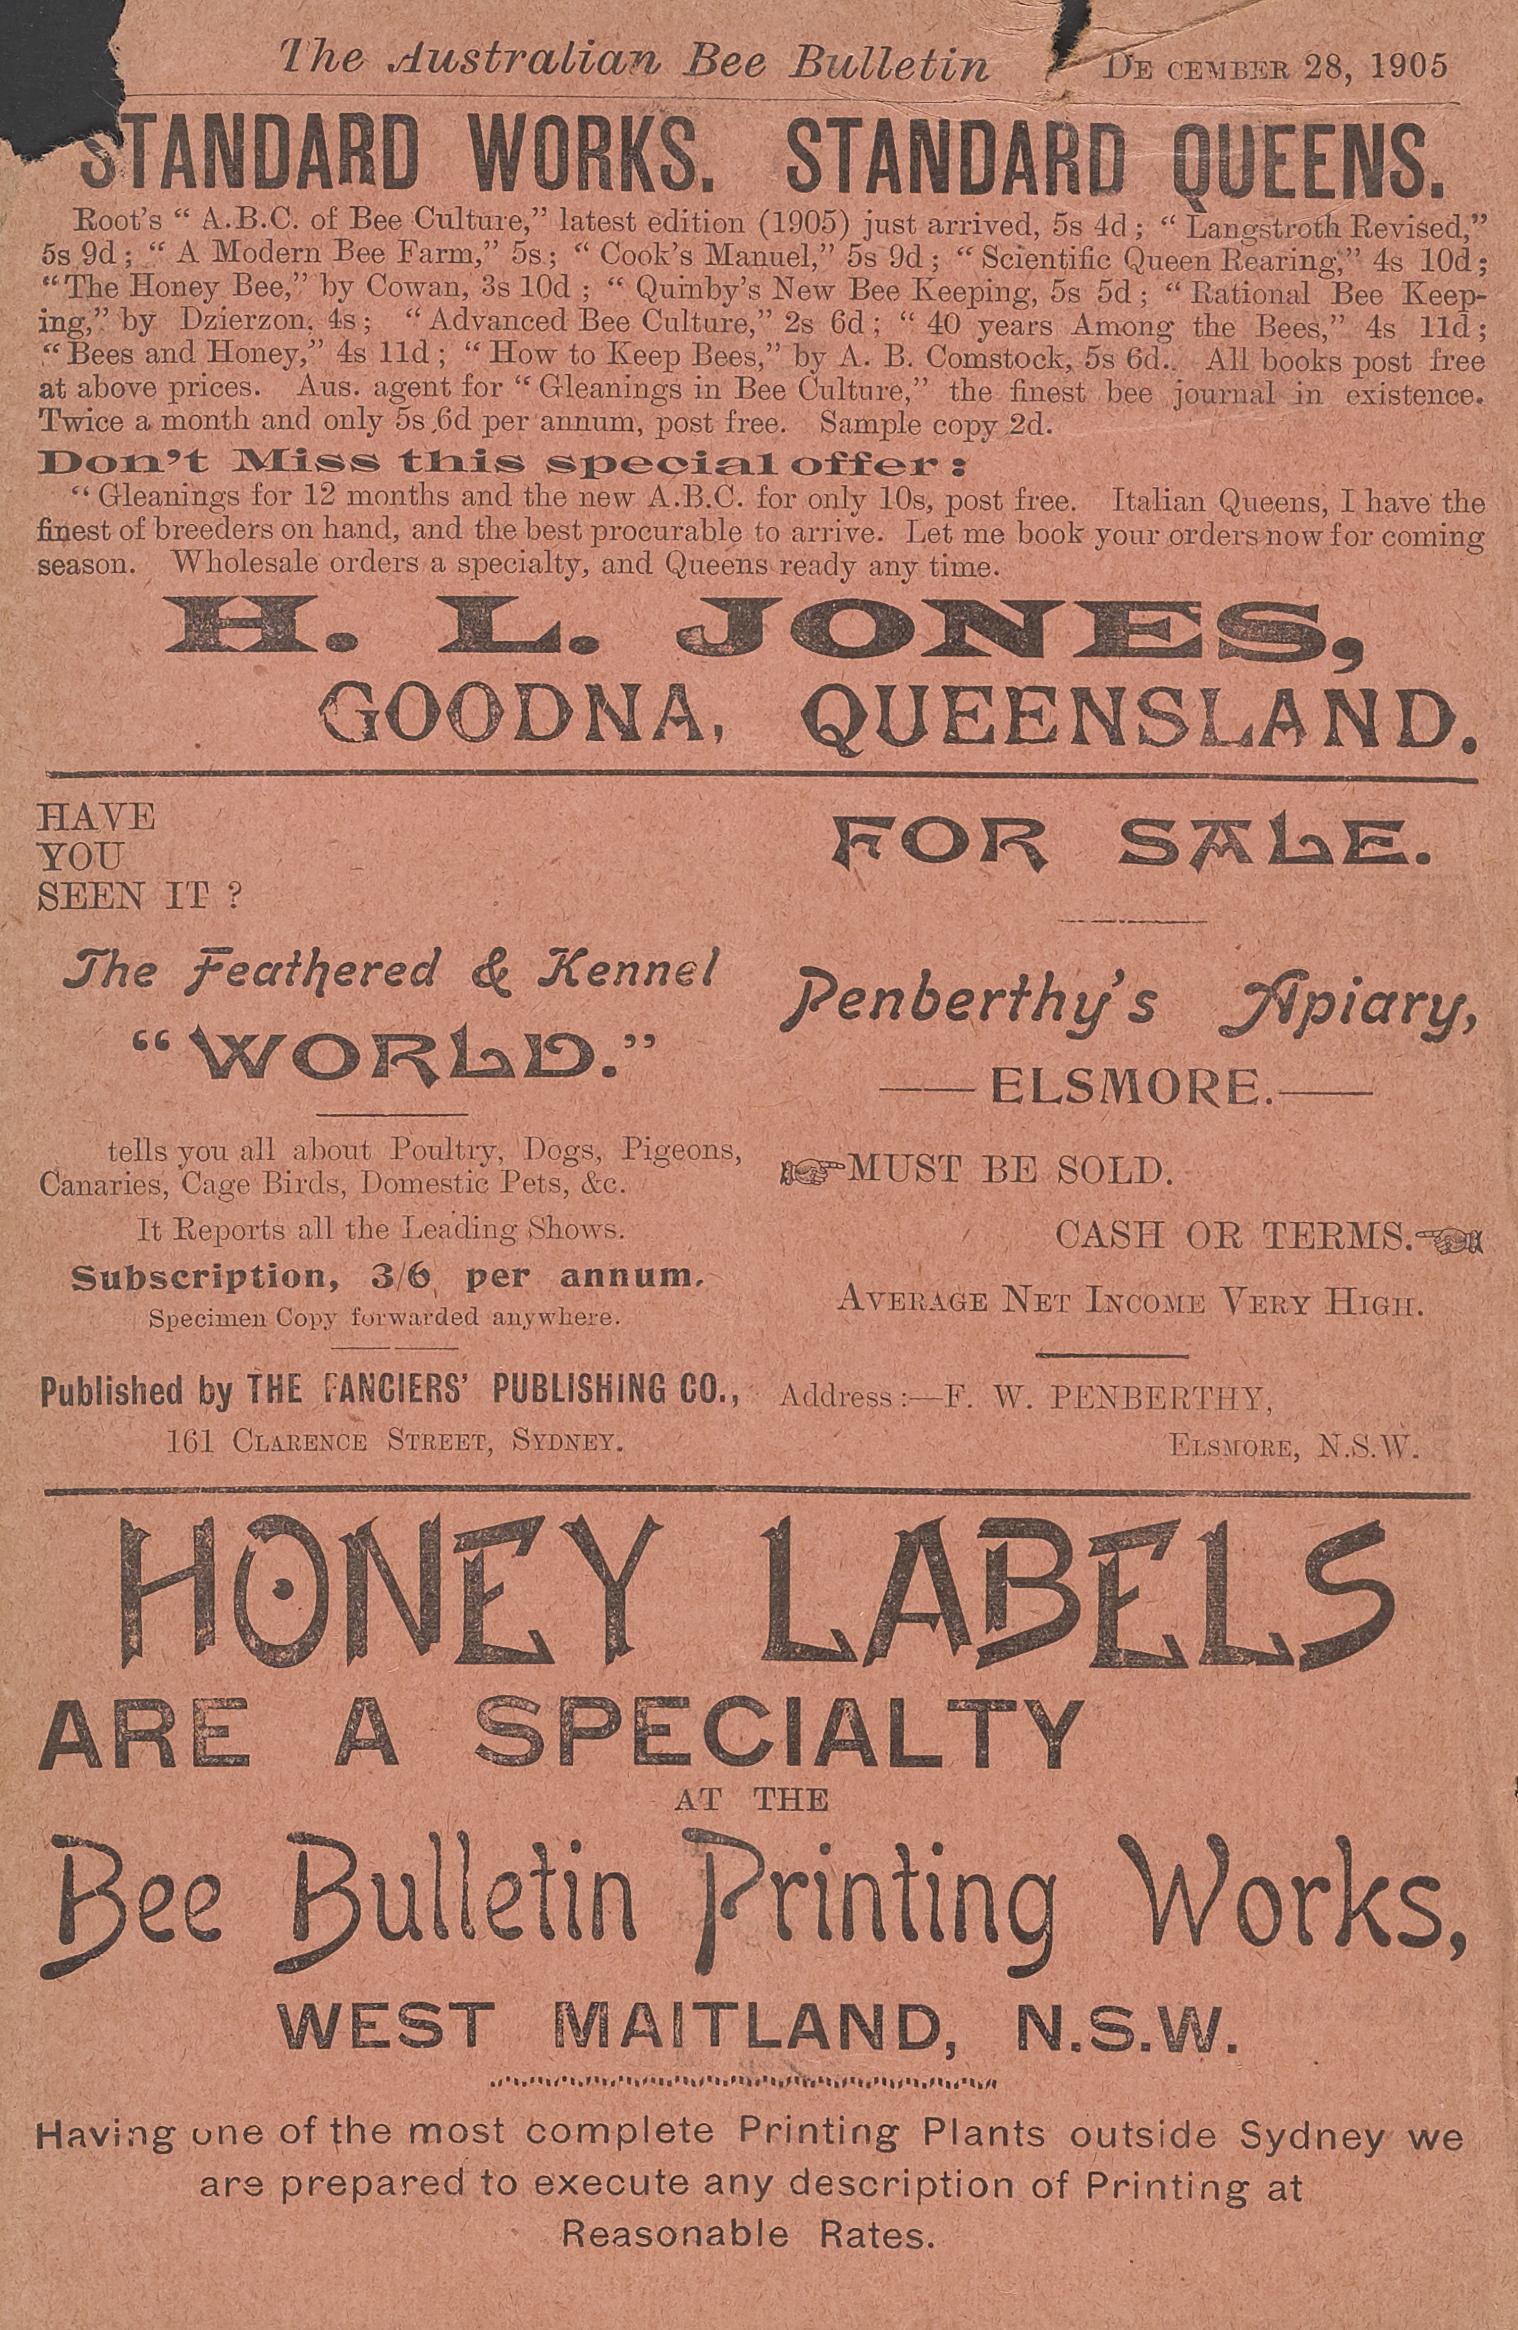 The Australian Bee Bulletin DECEMBER 28, 1905
STANDARD WORKS. STANDARD QUEENS.
Root's " A.B.C. of Bee Culture," latest edition (1905) just arrived, 5s 4d; " Langstroth Revised,"
5s 9d; " A Modern Bee Farm," 5s; " Cook's Manuel," 5s 9d; " Scientific Queen Rearing," 4s 10d;
"The Honey Bee," by Cowan, 3s 10d ; " Quinby's New Bee Keeping, 5s 5d; " Rational Bee Keep-
ing," by Dzierzon, 4s; "Advanced Bee Culture," 2s 6d; " 40 years Among the Bees," 4s 11d;
"Bees and Honey," 4s 11d; "How to Keep Bees," by A. B. Comstock, 5s 6d.. All books post free
at above prices. Aus. agent for "Gleanings in Bee Culture," the finest bee journal in existence.
Twice a month and only 5s 6d per annum, post free. Sample copy 2d.
Don't Miss this special offer:
"Gleanings for 12 months and the new A.B.C. for only 10s, post free. Italian Queens, I have the
finest of breeders on hand, and the best procurable to arrive. Let me book your orders now for coming
season. Wholesale orders a specialty, and Queens ready any time.
H. L. JONES,
GOODNA, QUEENSLAND.
HAVE
YOU
SEEN IT ?
The Feathered & Kennel
"WORLD."
tells you all about Poultry, Dogs, Pigeons,
Canaries, Cage Birds, Domestic Pets, &c.
It Reports all the Leading Shows.
Subscription, 3/6 per annum.
Specimen Copy forwarded anywhere.
Published by THE FANCIERS' PUBLISHING CO.,
161 CLARENCE STREET, SYDNEY.
FOR SALE.
Penberthy's Apiary,
ELSMORE.
MUST BE SOLD.
CASH OR TERMS.
AVERAGE NET INCOME VERY HIGH.
Address:—F. W. PENBERTHY,
ELSMORE, N.S.W.
HONEY LABELS
ARE A SPECIALTY
AT THE
Bee Bulletin Printing Works,
WEST MAITLAND, N.S.W.
Having one of the most complete Printing Plants outside Sydney we
are prepared to execute any description of Printing at
Reasonable Rates.